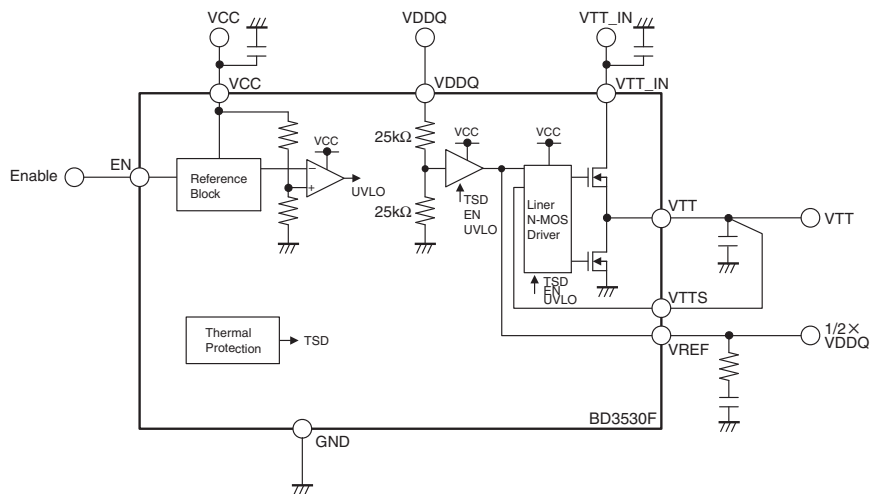 VCC
VDDQ
VTT_IN
VCC
VDDQ
VTT_IN
EN
Enable
Reference
Block
VCC
−
+
UVLO
25kΩ
25kΩ
VCC
TSD
EN
UVLO
VCC
Liner
N-MOS
Driver
TSD
EN
UVLO
VTT
VTT
VTTS
VREF
1/2×
VDDQ
Thermal
Protection
TSD
BD3530F
GND